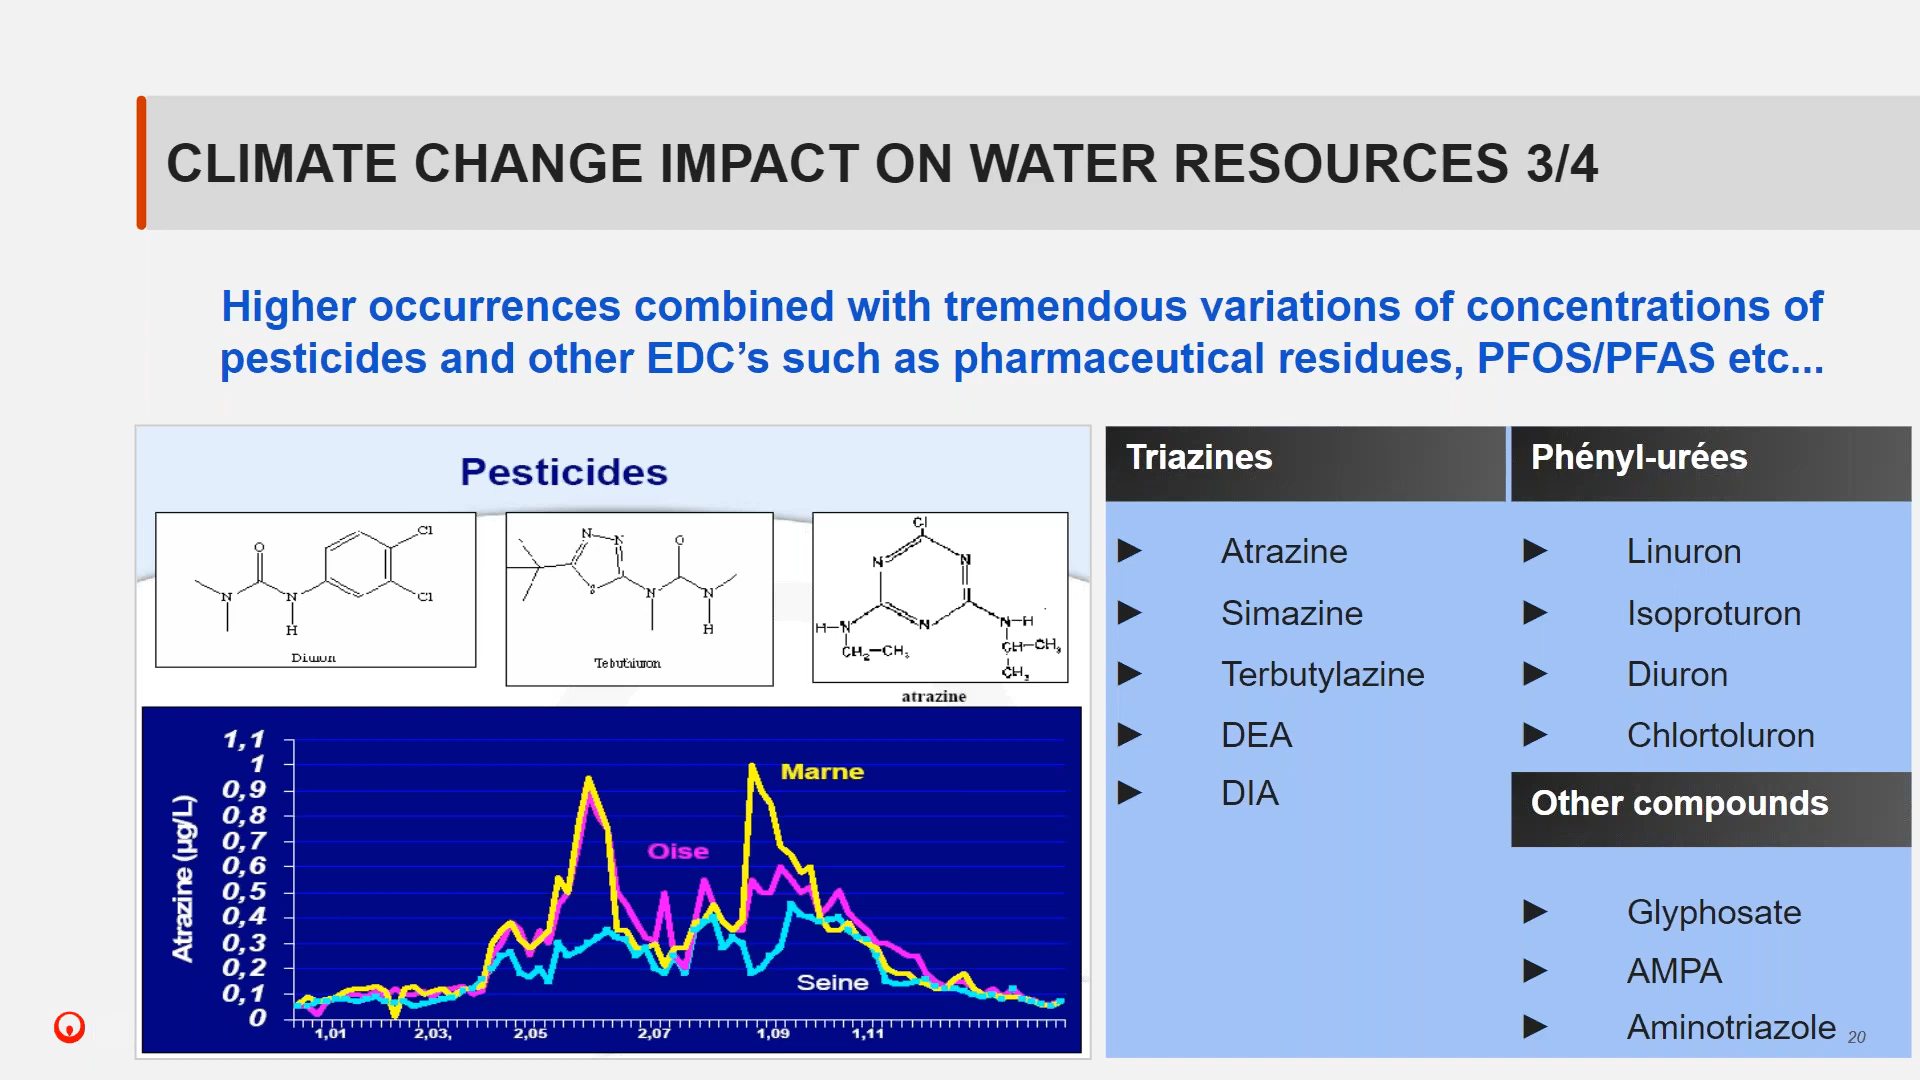 CLIMATE CHANGE IMPACT ON WATER RESOURCES 3/4
Higher occurrences combined with tremendous variations of concentrations of
pesticides and other EDC’s such as pharmaceutical residues, PFOS/PFAS etc...
Pesticides
O
Cl
Cl
N
N
H
Diuron
N
N
O
N
N
H
Tebuthiuron
Cl
N
N
N
H-N
N-H
CH2-CH3
CH-CH3
CH3
atrazine
Atrazine (µg/L)
1,1
1
0,9
0,8
0,7
0,6
0,5
0,4
0,3
0,2
0,1
0
Marne
Oise
Seine
1,01
2,03,
2,05
2,07
1,09
1,11
Triazines
Atrazine
Simazine
Terbutylazine
DEA
DIA
Phényl-urées
Linuron
Isoproturon
Diuron
Chlortoluron
Other compounds
Glyphosate
AMPA
Aminotriazole
20